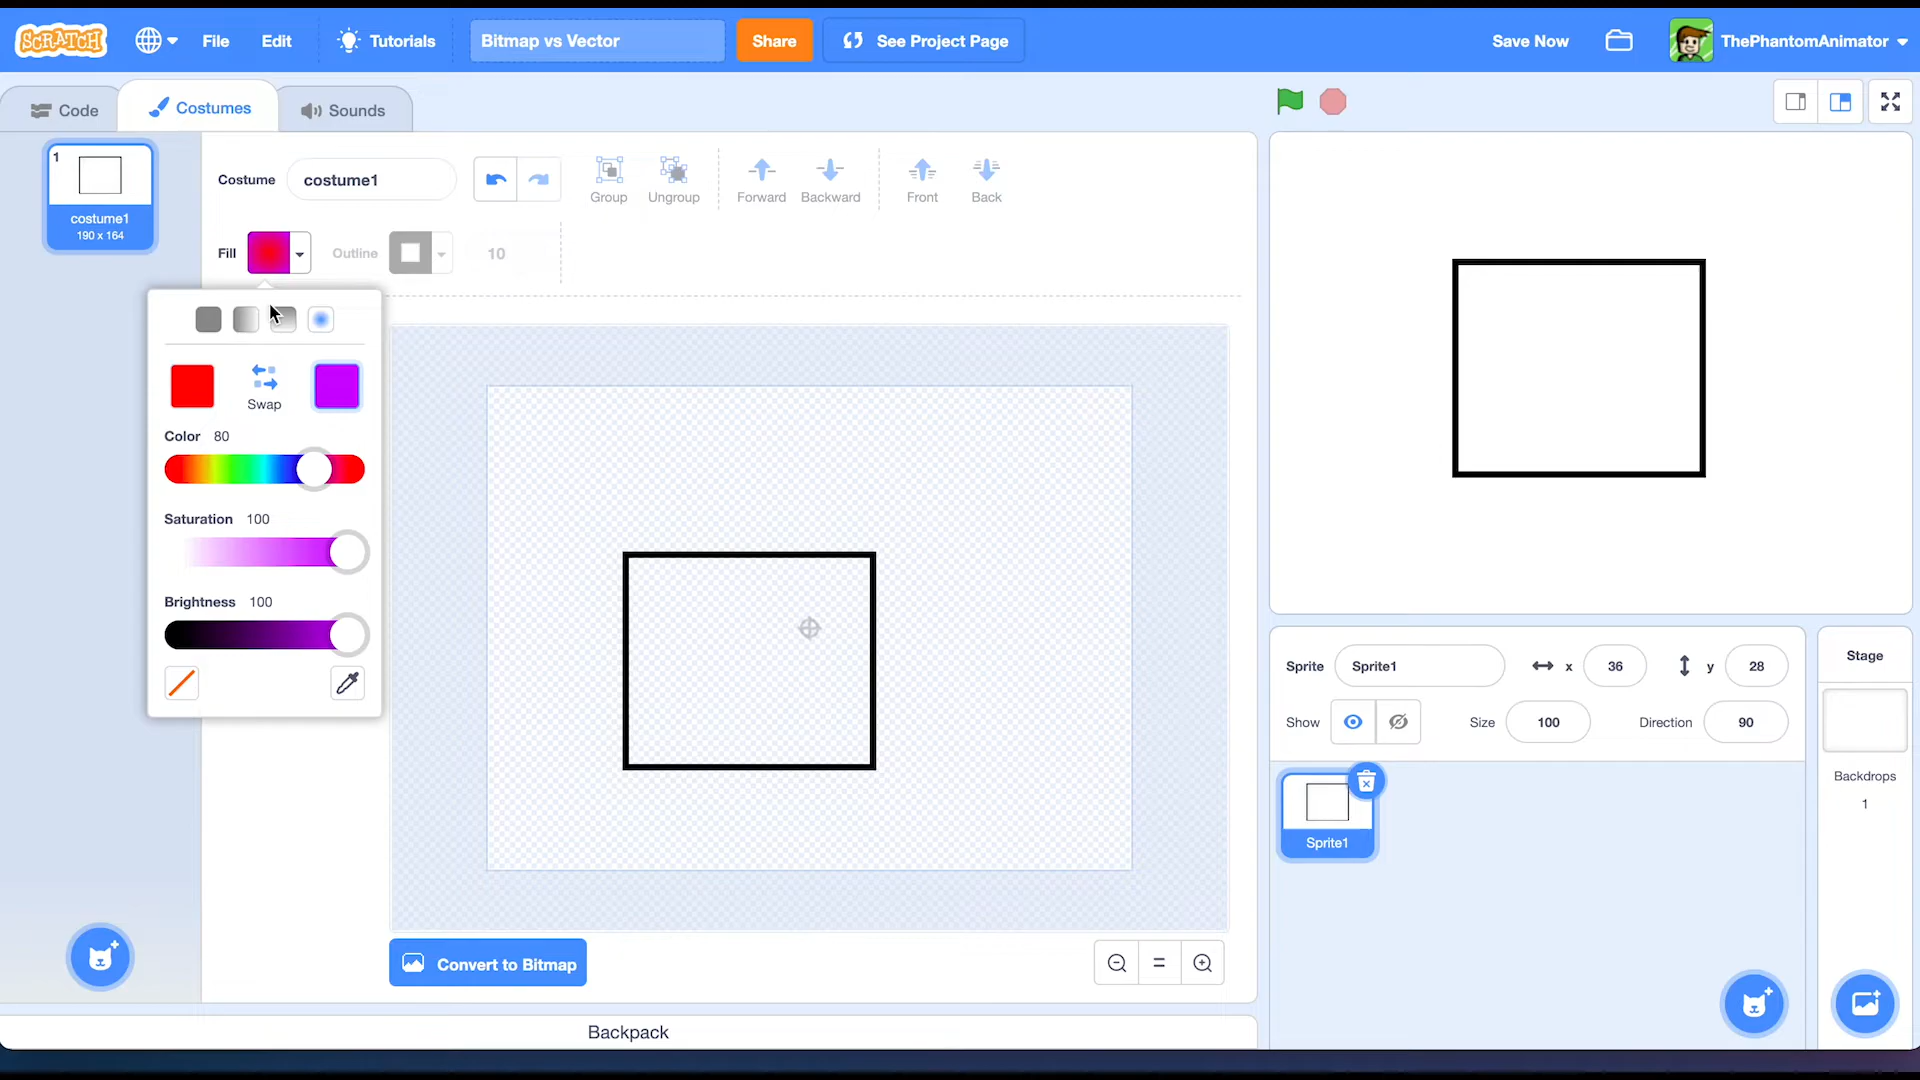 SCRATCH File Edit Tutorials Bitmap vs Vector Share See Project Page Save Now ThePhantomAnimator
Code Costumes Sounds
1
costume1
190 x 164
Costume costume1 Group Ungroup Forward Backward Front Back
Fill Outline 10
Swap
Color 80
Saturation 100
Brightness 100
Convert to Bitmap
Backpack
Sprite Sprite1 x 36 y 28
Show Size 100 Direction 90
Sprite1
Stage
Backdrops
1